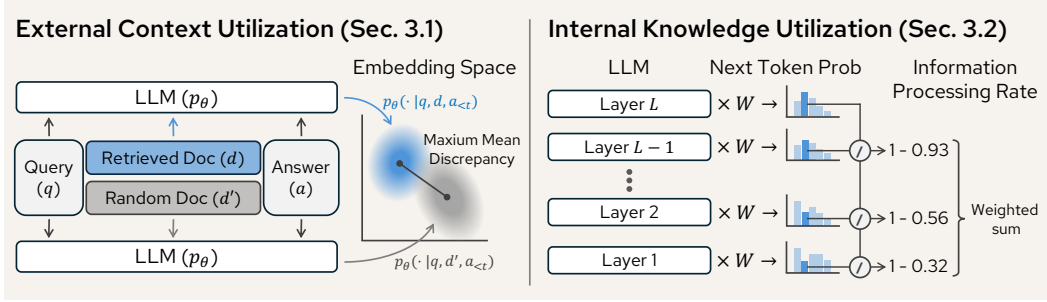 External Context Utilization (Sec. 3.1)
Embedding Space
LLM (pθ)
pθ(· |q, d, a<t)
Maxium Mean
Discrepancy
Query
(q)
Retrieved Doc (d)
Random Doc (d′)
Answer
(a)
LLM (pθ)
pθ(· |q, d′, a<t)
Internal Knowledge Utilization (Sec. 3.2)
LLM
Next Token Prob
Information
Processing Rate
Layer L
× W →
Layer L − 1
× W →
/
1 - 0.93
Layer 2
× W →
/
1 - 0.56
Weighted
sum
Layer 1
× W →
/
1 - 0.32